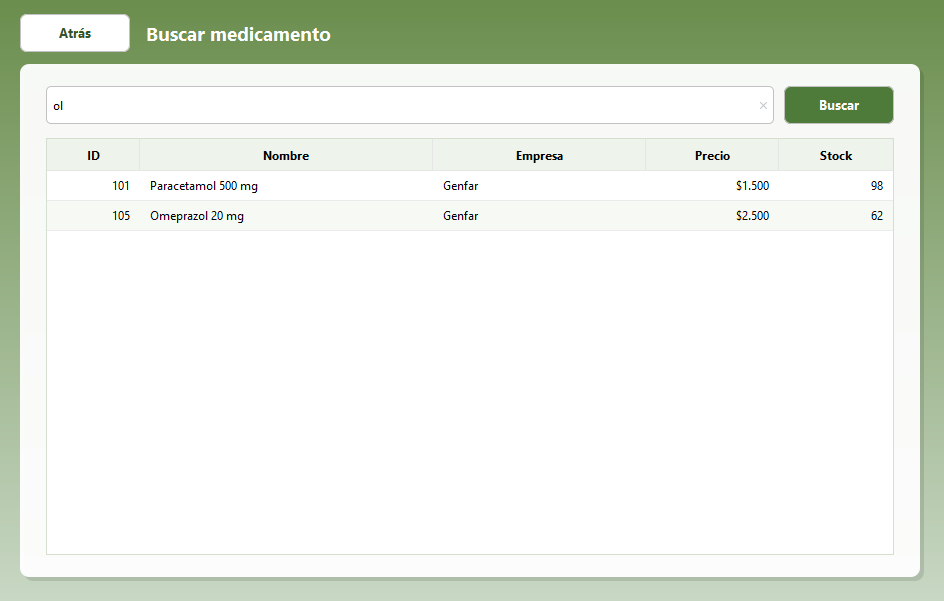 Atrás Buscar medicamento
ol × Buscar
ID Nombre Empresa Precio Stock
101 Paracetamol 500 mg Genfar $1.500 98
105 Omeprazol 20 mg Genfar $2.500 62